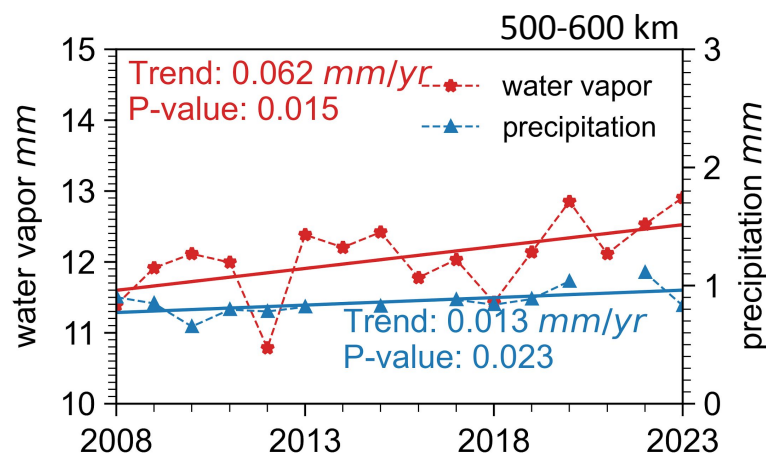 500-600 km
Trend: 0.062 mm/yr
P-value: 0.015
water vapor
precipitation
Trend: 0.013 mm/yr
P-value: 0.023
water vapor mm
15
14
13
12
11
10
precipitation mm
3
2
1
0
2008
2013
2018
2023